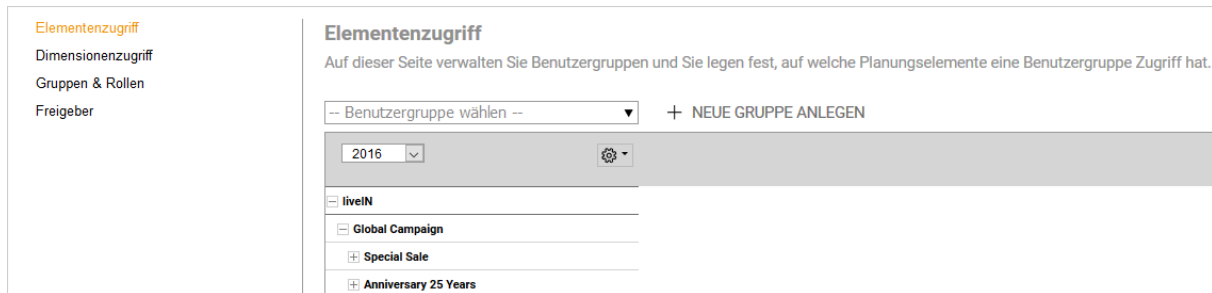 Elementenzugriff
Dimensionenzugriff
Gruppen & Rollen
Freigeber
Elementenzugriff
Auf dieser Seite verwalten Sie Benutzergruppen und Sie legen fest, auf welche Planungselemente eine Benutzergruppe Zugriff hat.
-- Benutzergruppe wählen --
+ NEUE GRUPPE ANLEGEN
2016
liveIN
Global Campaign
Special Sale
Anniversary 25 Years